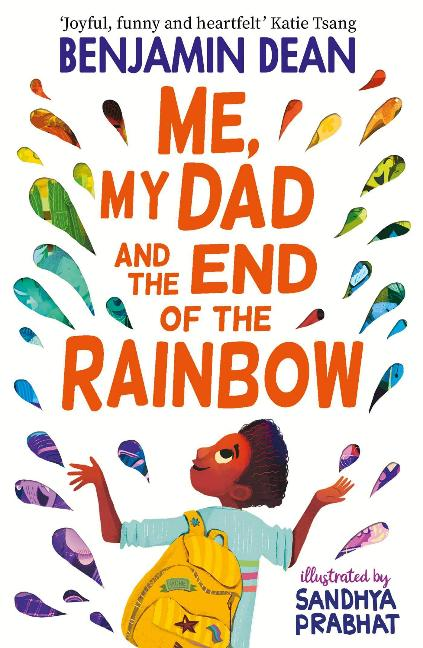 ‘Joyful, funny and heartfelt’ Katie Tsang
BENJAMIN DEAN
ME,
MY DAD
AND THE END
OF THE
RAINBOW
ARCHIE
illustrated by
SANDHYA
PRABHAT